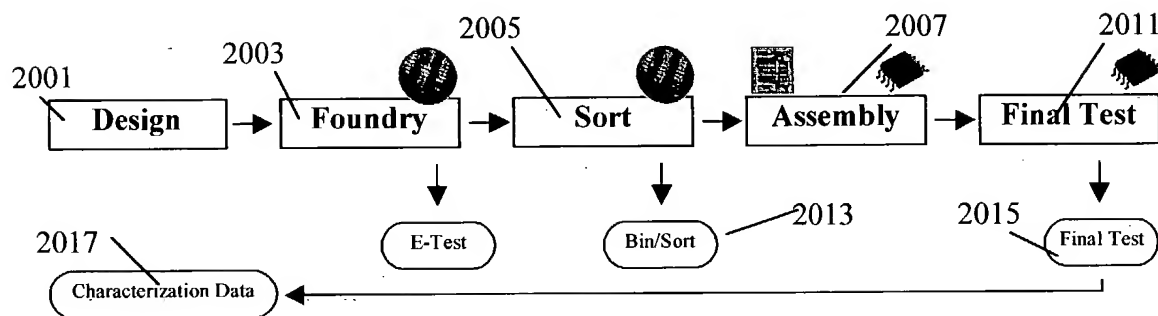 2001
2003
2005
2007
2011
Design
Foundry
Sort
Assembly
Final Test
E-Test
Bin/Sort
2013
2015
Final Test
2017
Characterization Data